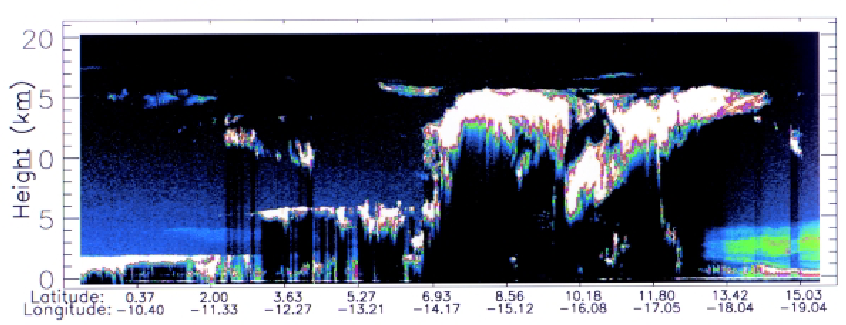 20
Height (km)
15
10
5
0
Latitude: 0.37 2.00 3.63 5.27 6.93 8.56 10.18 11.80 13.42 15.03
Longitude: -10.40 -11.33 -12.27 -13.21 -14.17 -15.12 -16.08 -17.05 -18.04 -19.04